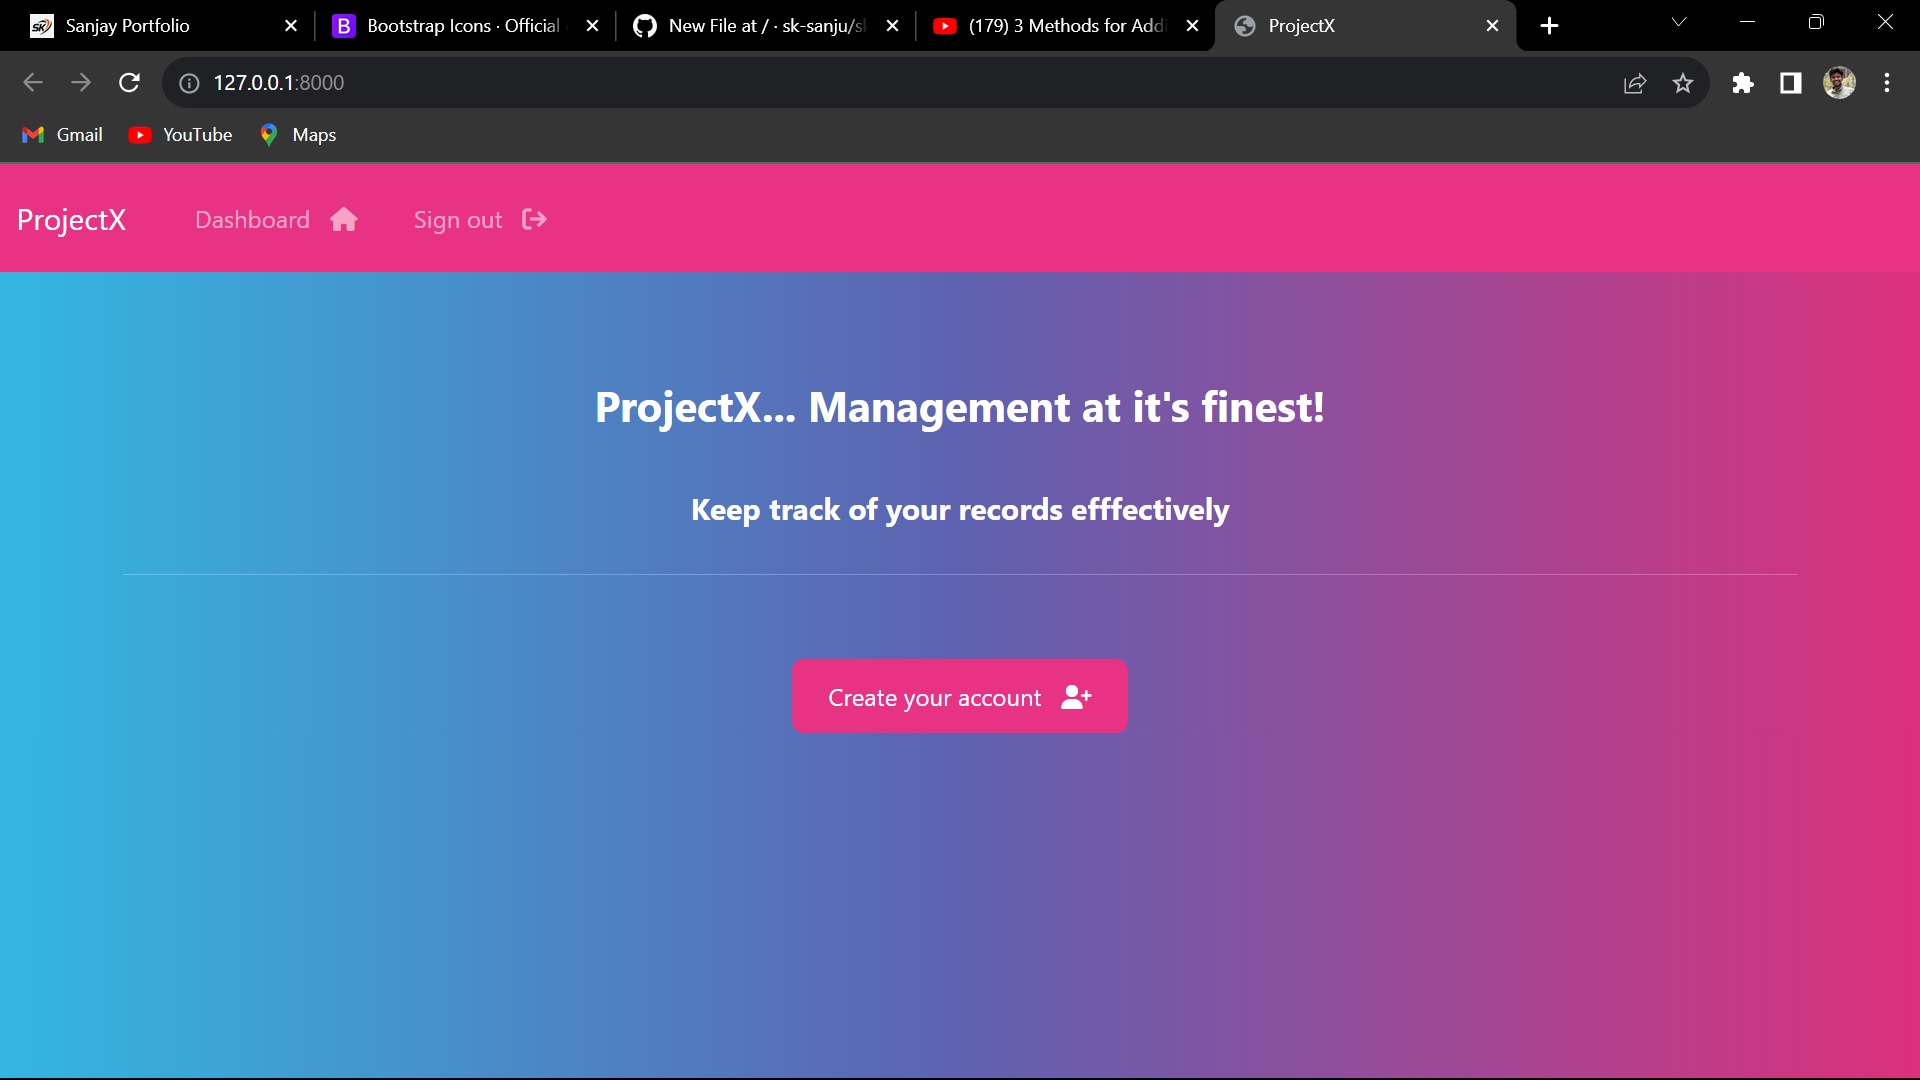 Sanjay Portfolio
Bootstrap Icons · Official
New File at / · sk-sanju/sk
(179) 3 Methods for Addi
ProjectX
127.0.0.1:8000
Gmail
YouTube
Maps
ProjectX
Dashboard
Sign out
ProjectX... Management at it's finest!
Keep track of your records efffectively
Create your account